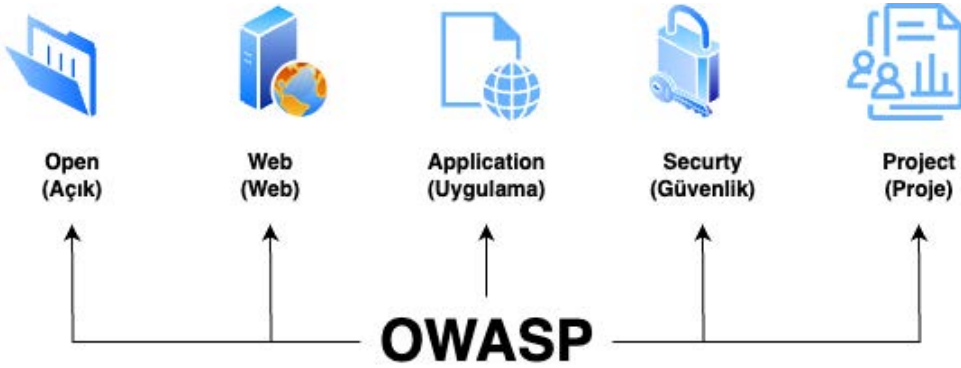 Open
(Açık)
Web
(Web)
Application
(Uygulama)
Securty
(Güvenlik)
Project
(Proje)
OWASP